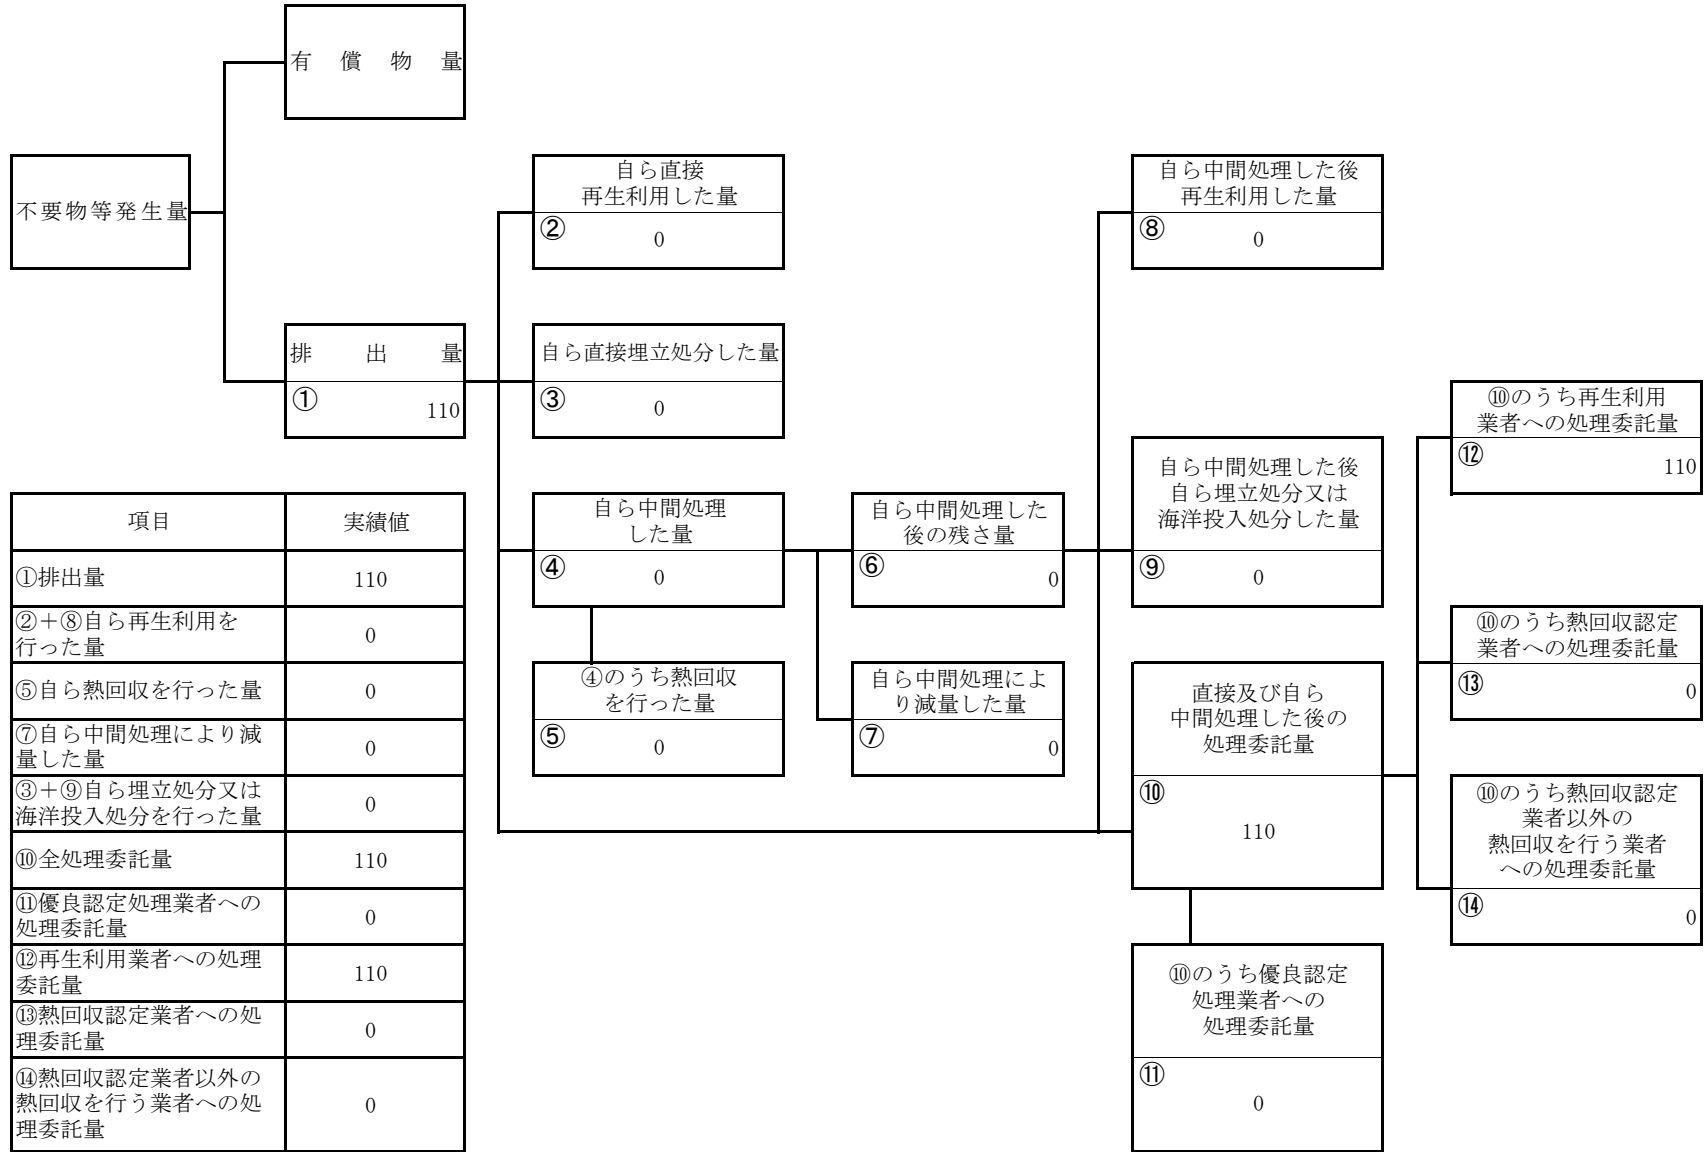 有償物量
不要物等発生量
排出量
①
110
自ら直接
再生利用した量
②
0
自ら直接埋立処分した量
③
0
自ら中間処理
した量
④
0
④のうち熱回収
を行った量
⑤
0
自ら中間処理した
後の残さ量
⑥
0
自ら中間処理によ
り減量した量
⑦
0
自ら中間処理した後
再生利用した量
⑧
0
自ら中間処理した後
自ら埋立処分又は
海洋投入処分した量
⑨
0
直接及び自ら
中間処理した後の
処理委託量
⑩
110
⑩のうち優良認定
処理業者への
処理委託量
⑪
0
⑩のうち再生利用
業者への処理委託量
⑫
110
⑩のうち熱回収認定
業者への処理委託量
⑬
0
⑩のうち熱回収認定
業者以外の
熱回収を行う業者
への処理委託量
⑭
0
項目 実績値
①排出量 110
②＋⑧自ら再生利用を
行った量 0
⑤自ら熱回収を行った量 0
⑦自ら中間処理により減
量した量 0
③＋⑨自ら埋立処分又は
海洋投入処分を行った量 0
⑩全処理委託量 110
⑪優良認定処理業者への
処理委託量 0
⑫再生利用業者への処理
委託量 110
⑬熱回収認定業者への処
理委託量 0
⑭熱回収認定業者以外の
熱回収を行う業者への処
理委託量 0